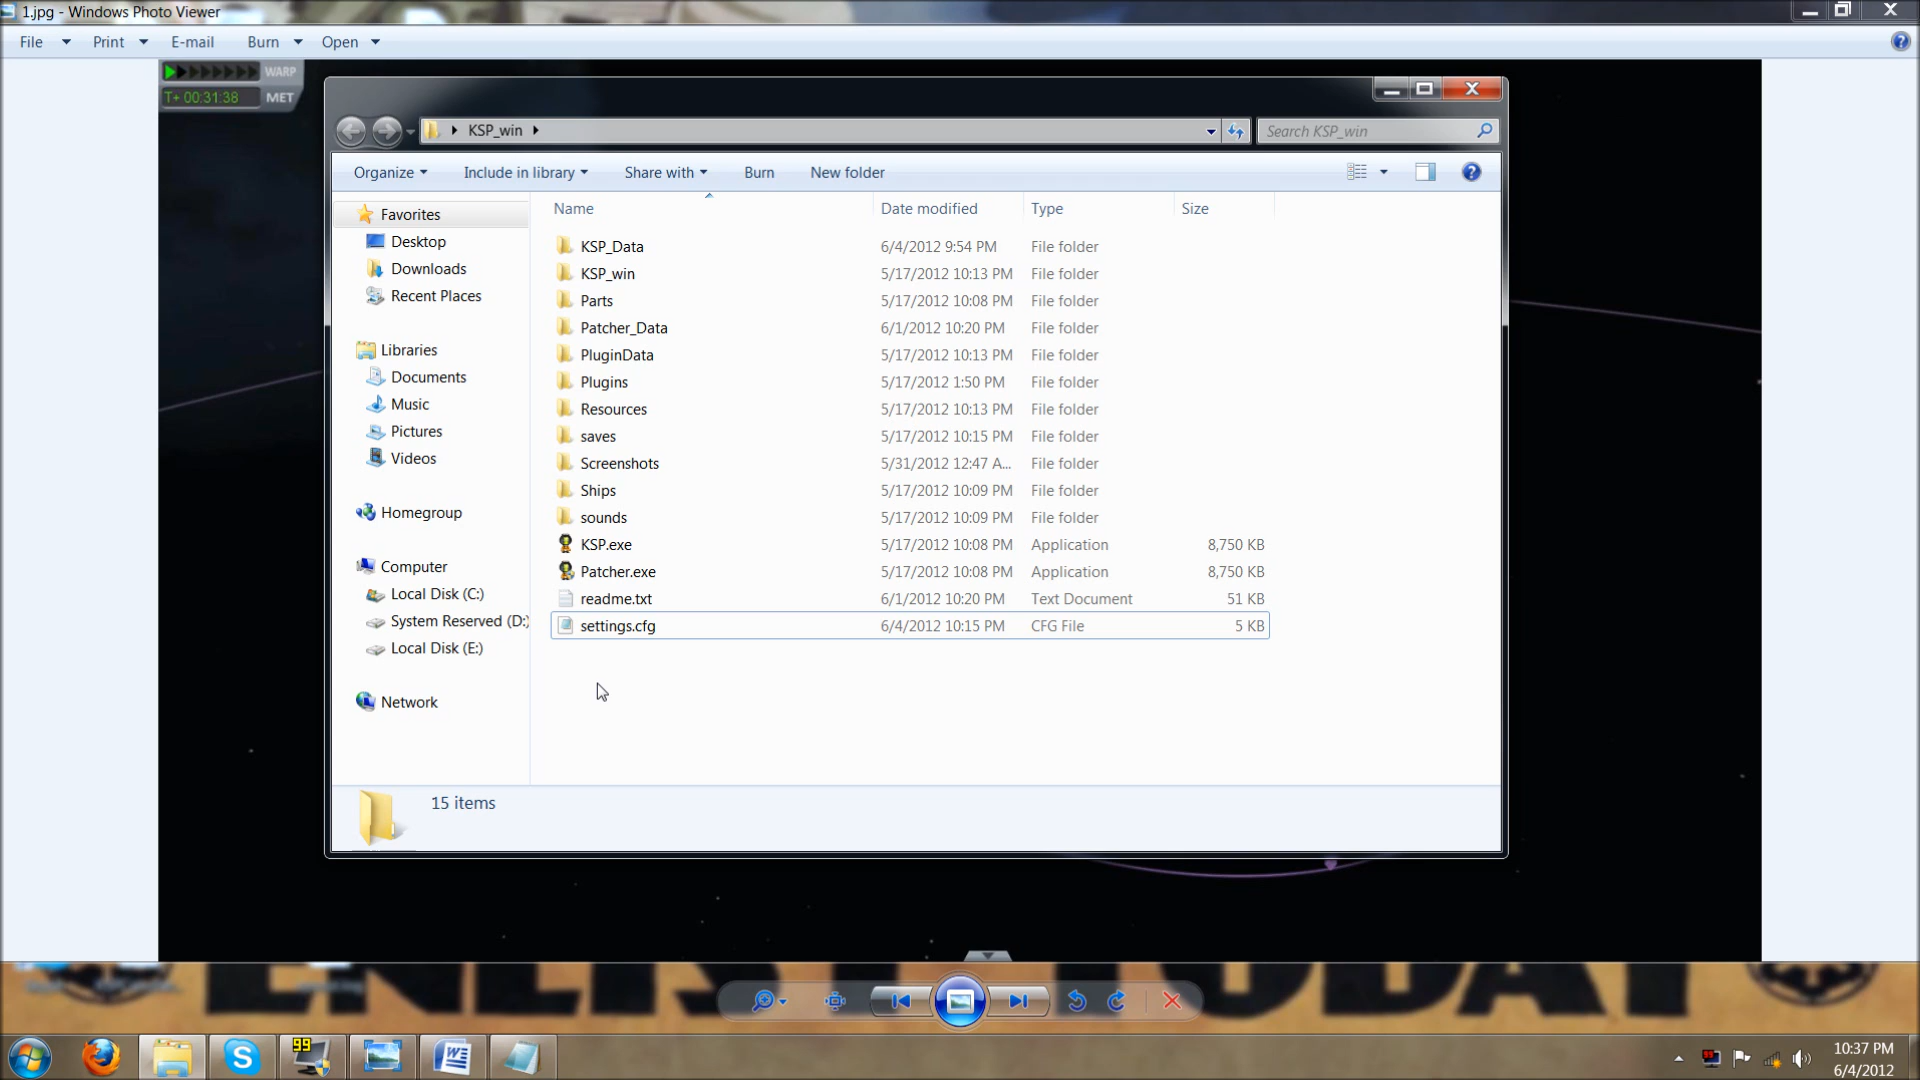 1.jpg - Windows Photo Viewer
File Print E-mail Burn Open
WARP
T+ 00:31:38 MET
KSP_win
Search KSP_win
Organize Include in library Share with Burn New folder
Name Date modified Type Size
Favorites
Desktop
Downloads
Recent Places
Libraries
Documents
Music
Pictures
Videos
Homegroup
Computer
Local Disk (C:)
System Reserved (D:)
Local Disk (E:)
Network
KSP_Data 6/4/2012 9:54 PM File folder
KSP_win 5/17/2012 10:13 PM File folder
Parts 5/17/2012 10:08 PM File folder
Patcher_Data 6/1/2012 10:20 PM File folder
PluginData 5/17/2012 10:13 PM File folder
Plugins 5/17/2012 1:50 PM File folder
Resources 5/17/2012 10:13 PM File folder
saves 5/17/2012 10:15 PM File folder
Screenshots 5/31/2012 12:47 A... File folder
Ships 5/17/2012 10:09 PM File folder
sounds 5/17/2012 10:09 PM File folder
KSP.exe 5/17/2012 10:08 PM Application 8,750 KB
Patcher.exe 5/17/2012 10:08 PM Application 8,750 KB
readme.txt 6/1/2012 10:20 PM Text Document 51 KB
settings.cfg 6/4/2012 10:15 PM CFG File 5 KB
15 items
ENLIST TODAY
99
10:37 PM
6/4/2012